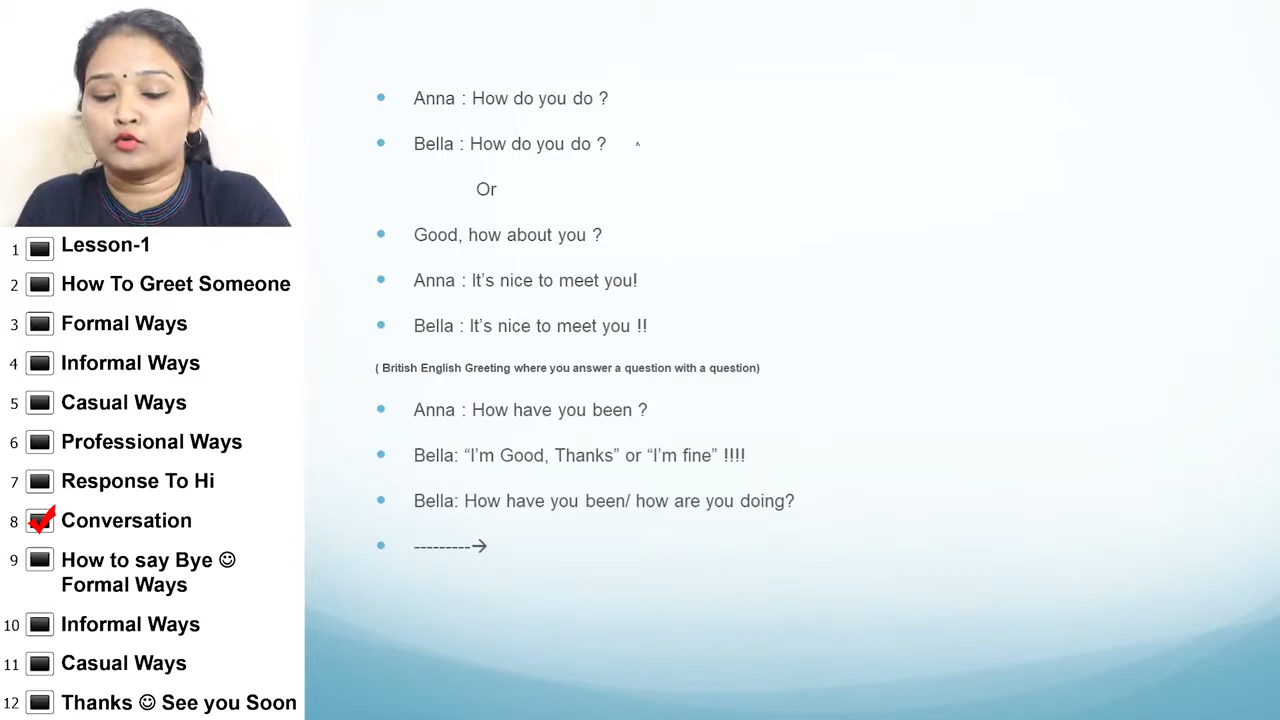 1 Lesson-1
2 How To Greet Someone
3 Formal Ways
4 Informal Ways
5 Casual Ways
6 Professional Ways
7 Response To Hi
8 Conversation
9 How to say Bye ☺
Formal Ways
10 Informal Ways
11 Casual Ways
12 Thanks ☺ See you Soon
• Anna : How do you do ?
• Bella : How do you do ?
Or
• Good, how about you ?
• Anna : It’s nice to meet you!
• Bella : It’s nice to meet you !!
( British English Greeting where you answer a question with a question)
• Anna : How have you been ?
• Bella: “I’m Good, Thanks” or “I’m fine” !!!!
• Bella: How have you been/ how are you doing?
• ---------→